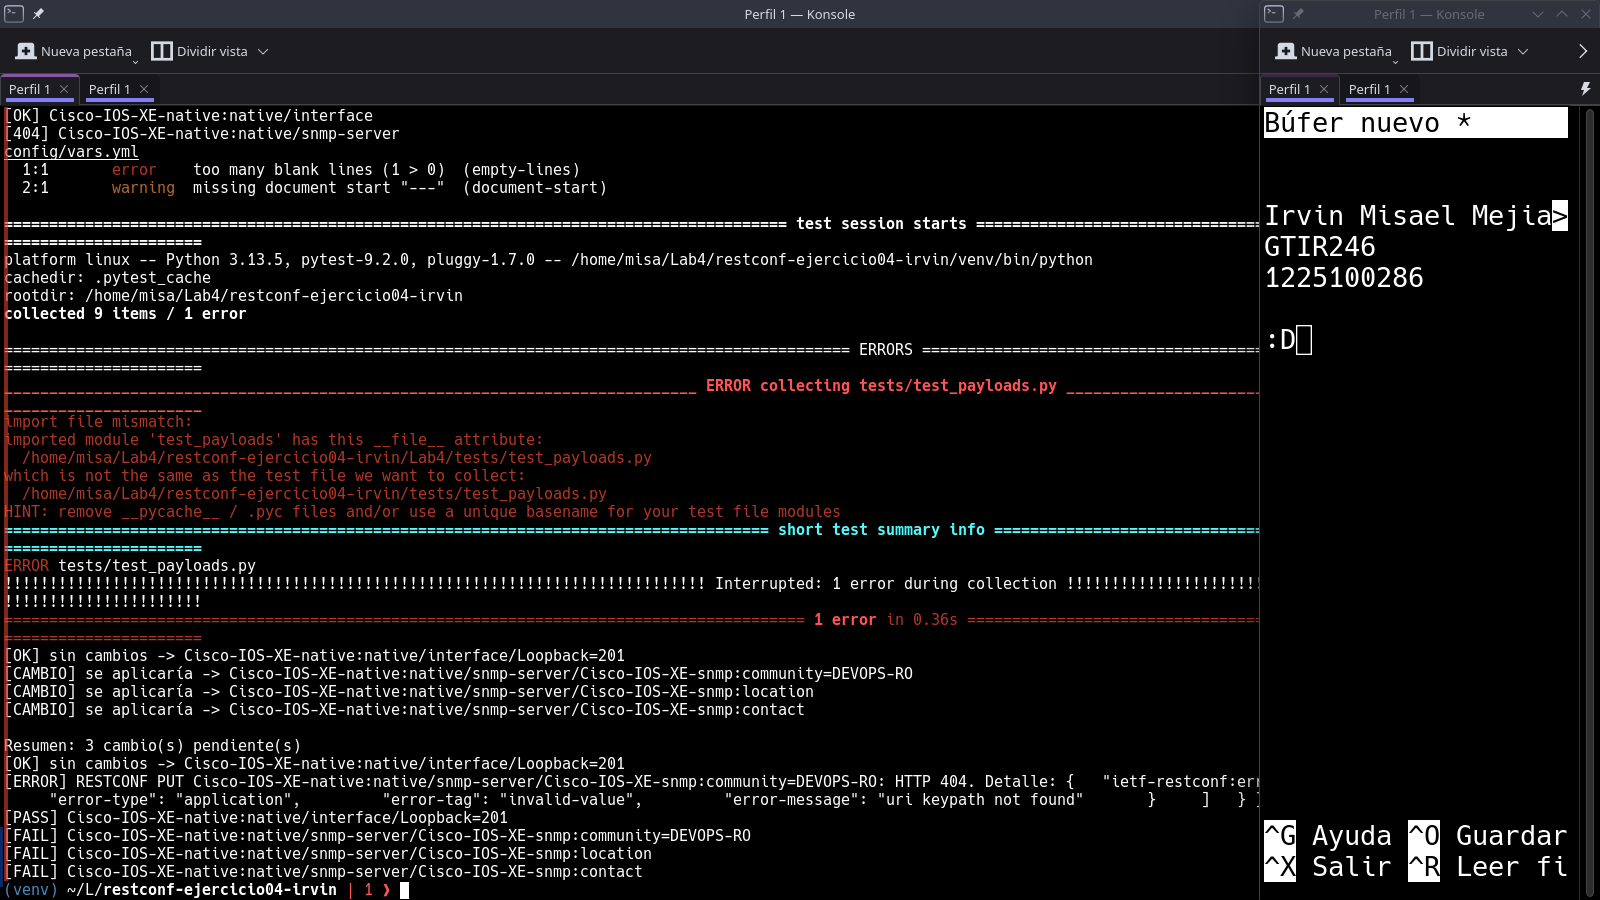 Perfil 1 — Konsole
Nueva pestaña
Dividir vista
Perfil 1
Perfil 1
[OK] Cisco-IOS-XE-native:native/interface
[404] Cisco-IOS-XE-native:native/snmp-server
config/vars.yml
1:1 error too many blank lines (1 > 0) (empty-lines)
2:1 warning missing document start "---" (document-start)
======================================================================================= test session starts ================================
======================
platform linux -- Python 3.13.5, pytest-9.2.0, pluggy-1.7.0 -- /home/misa/Lab4/restconf-ejercicio04-irvin/venv/bin/python
cachedir: .pytest_cache
rootdir: /home/misa/Lab4/restconf-ejercicio04-irvin
collected 9 items / 1 error
============================================================================================== ERRORS ======================================
======================
_____________________________________________________________________________ ERROR collecting tests/test_payloads.py ______________________
______________________
import file mismatch:
imported module 'test_payloads' has this __file__ attribute:
/home/misa/Lab4/restconf-ejercicio04-irvin/Lab4/tests/test_payloads.py
which is not the same as the test file we want to collect:
/home/misa/Lab4/restconf-ejercicio04-irvin/tests/test_payloads.py
HINT: remove __pycache__ / .pyc files and/or use a unique basename for your test file modules
===================================================================================== short test summary info ==============================
======================
ERROR tests/test_payloads.py
!!!!!!!!!!!!!!!!!!!!!!!!!!!!!!!!!!!!!!!!!!!!!!!!!!!!!!!!!!!!!!!!!!!!!!!!!!!!!! Interrupted: 1 error during collection !!!!!!!!!!!!!!!!!!!!!!
!!!!!!!!!!!!!!!!!!!!!!
========================================================================================= 1 error in 0.36s =================================
======================
[OK] sin cambios -> Cisco-IOS-XE-native:native/interface/Loopback=201
[CAMBIO] se aplicaría -> Cisco-IOS-XE-native:native/snmp-server/Cisco-IOS-XE-snmp:community=DEVOPS-RO
[CAMBIO] se aplicaría -> Cisco-IOS-XE-native:native/snmp-server/Cisco-IOS-XE-snmp:location
[CAMBIO] se aplicaría -> Cisco-IOS-XE-native:native/snmp-server/Cisco-IOS-XE-snmp:contact
Resumen: 3 cambio(s) pendiente(s)
[OK] sin cambios -> Cisco-IOS-XE-native:native/interface/Loopback=201
[ERROR] RESTCONF PUT Cisco-IOS-XE-native:native/snmp-server/Cisco-IOS-XE-snmp:community=DEVOPS-RO: HTTP 404. Detalle: { "ietf-restconf:err
"error-type": "application", "error-tag": "invalid-value", "error-message": "uri keypath not found" } ] } ]
[PASS] Cisco-IOS-XE-native:native/interface/Loopback=201
[FAIL] Cisco-IOS-XE-native:native/snmp-server/Cisco-IOS-XE-snmp:community=DEVOPS-RO
[FAIL] Cisco-IOS-XE-native:native/snmp-server/Cisco-IOS-XE-snmp:location
[FAIL] Cisco-IOS-XE-native:native/snmp-server/Cisco-IOS-XE-snmp:contact
(venv) ~/L/restconf-ejercicio04-irvin | 1 ❯
Perfil 1 — Konsole
Nueva pestaña
Dividir vista
Perfil 1
Perfil 1
Búfer nuevo *
Irvin Misael Mejia>
GTIR246
1225100286
:D
^G Ayuda ^O Guardar
^X Salir ^R Leer fi